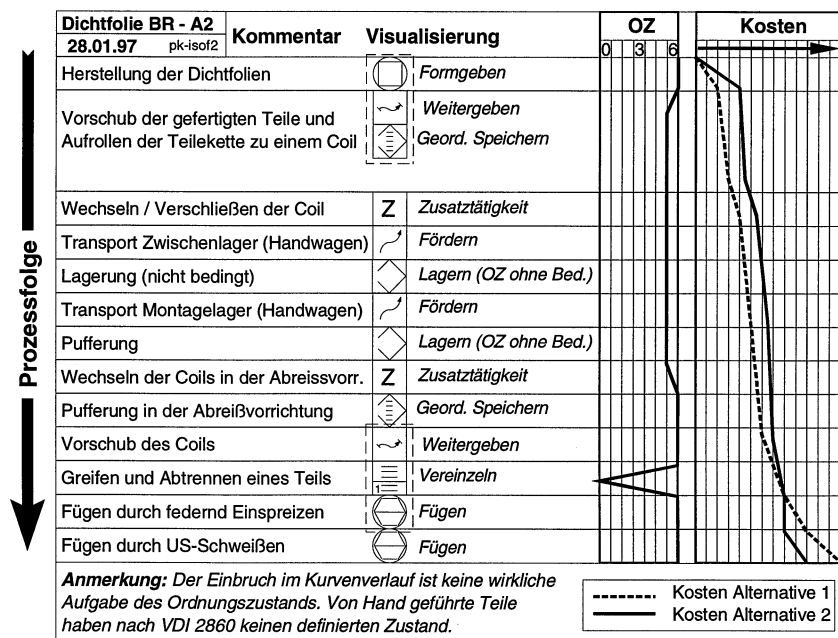 Dichtfolie BR - A2
28.01.97 pk-isof2
Kommentar
Visualisierung
OZ
Kosten
0 3 6
Prozessfolge
Herstellung der Dichtfolien
Formgeben
Vorschub der gefertigten Teile und
Aufrollen der Teilekette zu einem Coil
Weitergeben
Geord. Speichern
Wechseln / Verschließen der Coil
Z
Zusatztätigkeit
Transport Zwischenlager (Handwagen)
Fördern
Lagerung (nicht bedingt)
Lagern (OZ ohne Bed.)
Transport Montagelager (Handwagen)
Fördern
Pufferung
Lagern (OZ ohne Bed.)
Wechseln der Coils in der Abreissvorr.
Z
Zusatztätigkeit
Pufferung in der Abreißvorrichtung
Geord. Speichern
Vorschub des Coils
Weitergeben
Greifen und Abtrennen eines Teils
1
Vereinzeln
Fügen durch federnd Einspreizen
Fügen
Fügen durch US-Schweißen
Fügen
Anmerkung: Der Einbruch im Kurvenverlauf ist keine wirkliche
Aufgabe des Ordnungszustands. Von Hand geführte Teile
haben nach VDI 2860 keinen definierten Zustand.
Kosten Alternative 1
Kosten Alternative 2